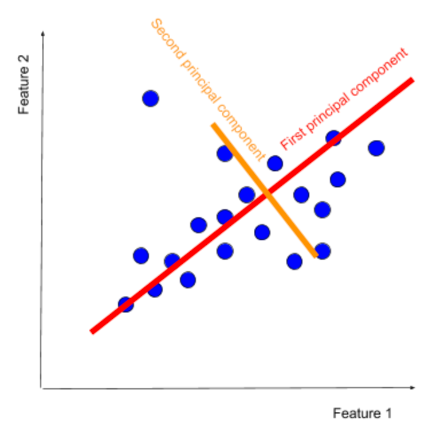 Second principal component
First principal component
Feature 2
Feature 1